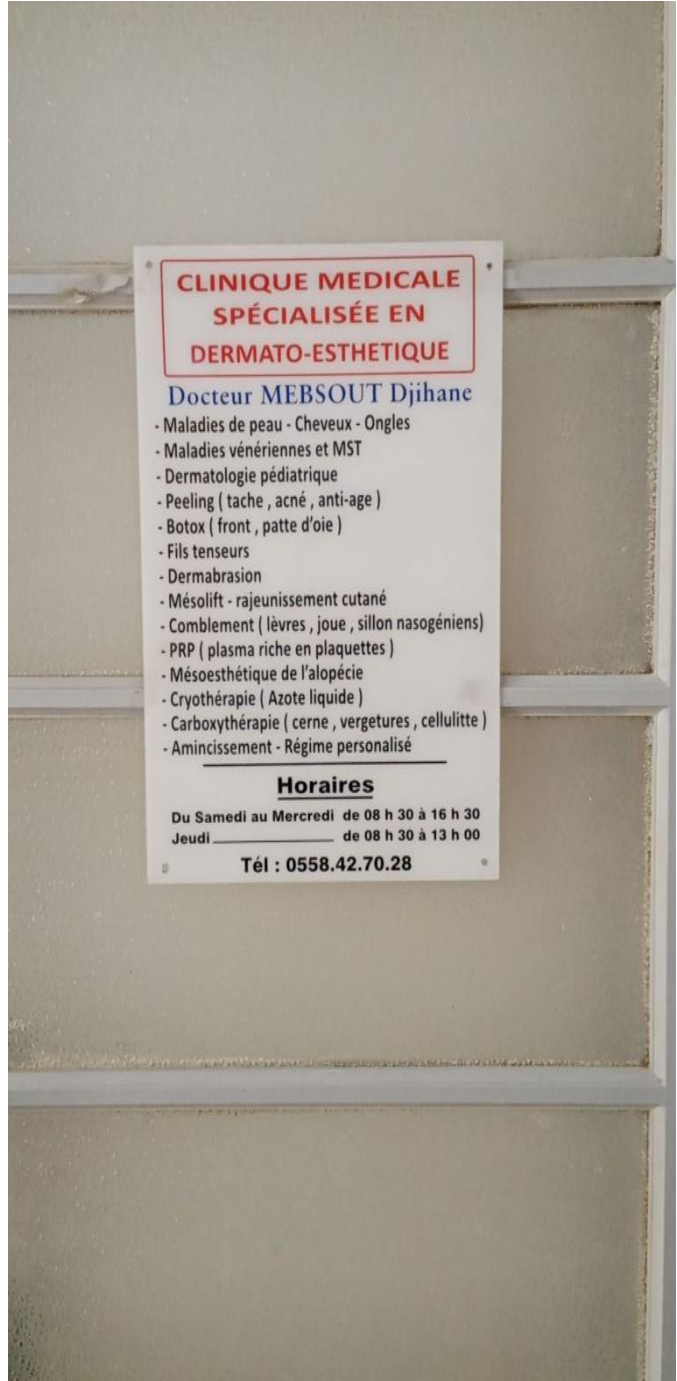 CLINIQUE MEDICALE
SPÉCIALISÉE EN
DERMATO-ESTHETIQUE
Docteur MEBSOUT Djihane
- Maladies de peau - Cheveux - Ongles
- Maladies vénériennes et MST
- Dermatologie pédiatrique
- Peeling ( tache , acné , anti-age )
- Botox ( front , patte d'oie )
- Fils tenseurs
- Dermabrasion
- Mésolift - rajeunissement cutané
- Comblement ( lèvres , joue , sillon nasogéniens)
- PRP ( plasma riche en plaquettes )
- Mésoesthétique de l'alopécie
- Cryothérapie ( Azote liquide )
- Carboxythérapie ( cerne , vergetures , cellulitte )
- Amincissement - Régime personalisé
Horaires
Du Samedi au Mercredi de 08 h 30 à 16 h 30
Jeudi ____________ de 08 h 30 à 13 h 00
Tél : 0558.42.70.28